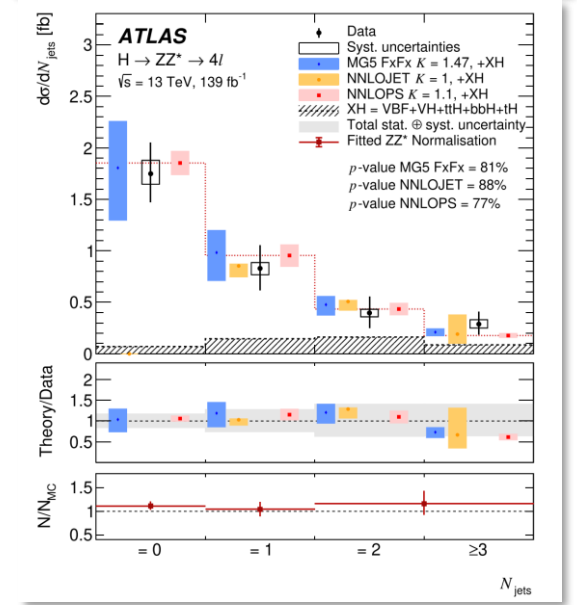 dσ/dN_jets [fb]
ATLAS
H → ZZ* → 4l
√s = 13 TeV, 139 fb⁻¹
Data
Syst. uncertainties
MG5 FxFx K = 1.47, +XH
NNLOJET K = 1, +XH
NNLOPS K = 1.1, +XH
XH = VBF+VH+ttH+bbH+tH
Total stat. ⊕ syst. uncertainty
Fitted ZZ* Normalisation
p-value MG5 FxFx = 81%
p-value NNLOJET = 88%
p-value NNLOPS = 77%
3
2.5
2
1.5
1
0.5
0
Theory/Data
2
1.5
1
0.5
N/N_MC
1.5
1
0.5
= 0 = 1 = 2 ≥3
N_jets